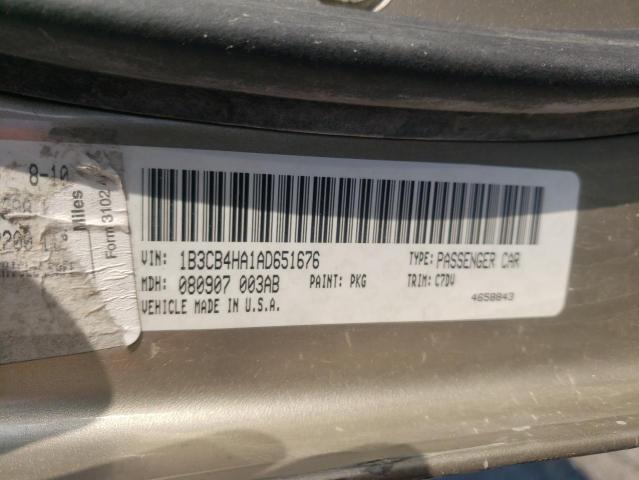 8-10
Miles
Form 3102
VIN: 1B3CB4HA1AD651676 TYPE: PASSENGER CAR
MDH: 080907 003AB PAINT: PKG TRIM: C7DV
VEHICLE MADE IN U.S.A. 4658843